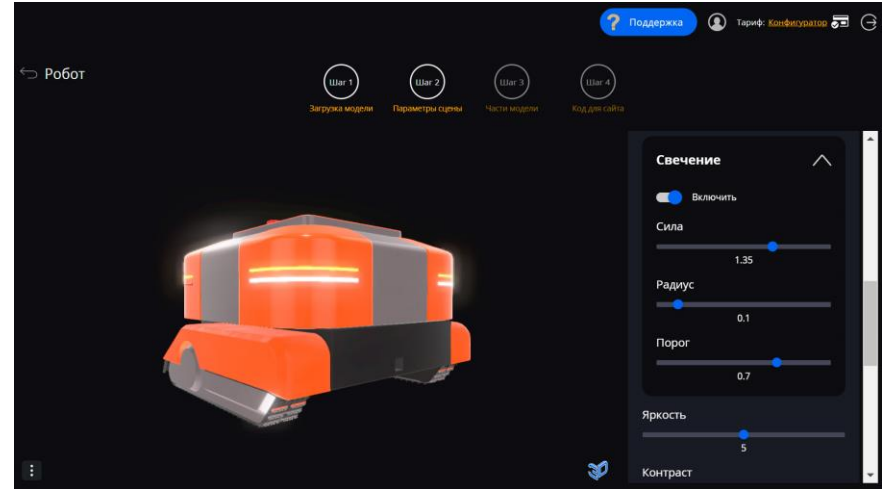 ? Поддержка
Тариф: Конфигуратор
Робот
Шаг 1
Шаг 2
Шаг 3
Шаг 4
Загрузка модели
Параметры сцены
Части модели
Код для сайта
Свечение
Включить
Сила
1.35
Радиус
0.1
Порог
0.7
Яркость
5
Контраст
3D